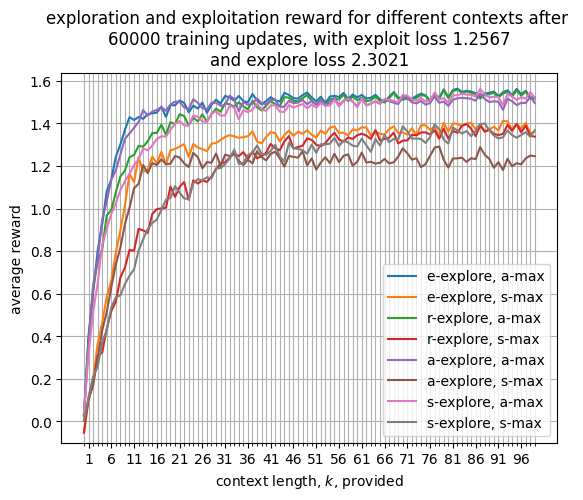 exploration and exploitation reward for different contexts after
60000 training updates, with exploit loss 1.2567
and explore loss 2.3021
1.6
1.4
1.2
1.0
0.8
0.6
0.4
0.2
0.0
average reward
e-explore, a-max
e-explore, s-max
r-explore, a-max
r-explore, s-max
a-explore, a-max
a-explore, s-max
s-explore, a-max
s-explore, s-max
1 6 11 16 21 26 31 36 41 46 51 56 61 66 71 76 81 86 91 96
context length, k, provided